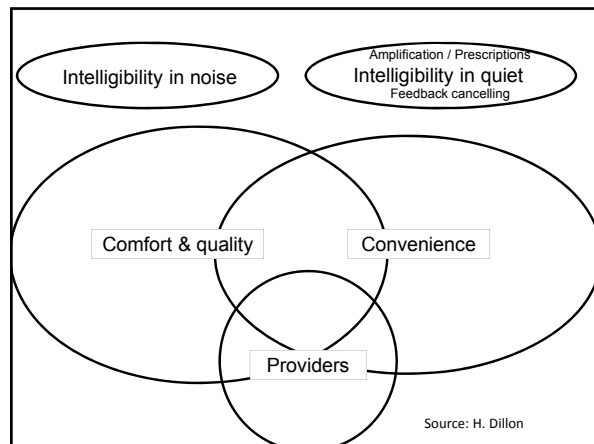 Intelligibility in noise
Amplification / Prescriptions
Intelligibility in quiet
Feedback cancelling
Comfort & quality
Convenience
Providers
Source: H. Dillon